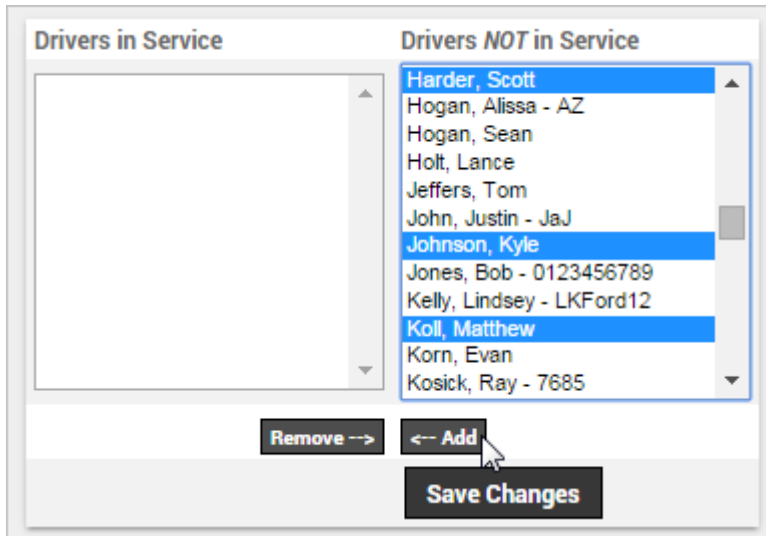 Drivers in Service
Drivers NOT in Service
Harder, Scott
Hogan, Alissa - AZ
Hogan, Sean
Holt, Lance
Jeffers, Tom
John, Justin - JaJ
Johnson, Kyle
Jones, Bob - 0123456789
Kelly, Lindsey - LKFord12
Koll, Matthew
Korn, Evan
Kosick, Ray - 7685
Remove -->
<-- Add
Save Changes